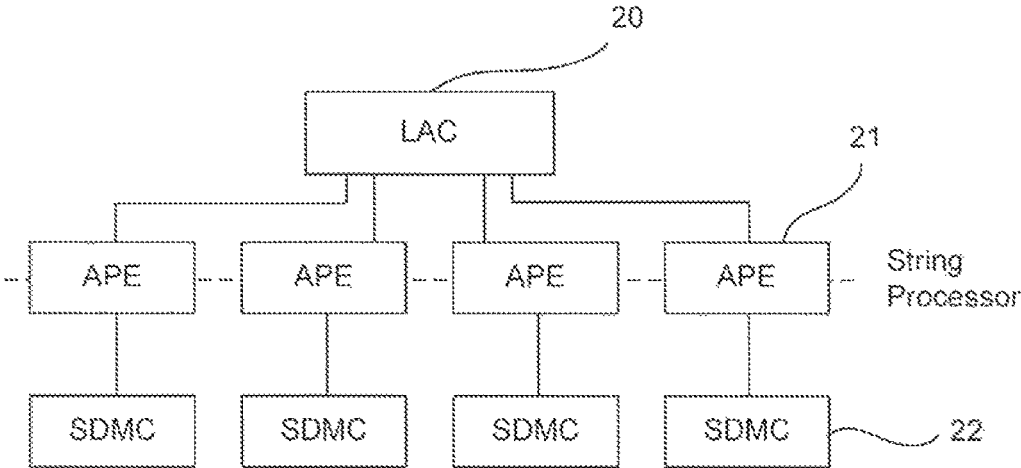 20
LAC
21
APE
APE
APE
APE
String
Processor
SDMC
SDMC
SDMC
SDMC
22